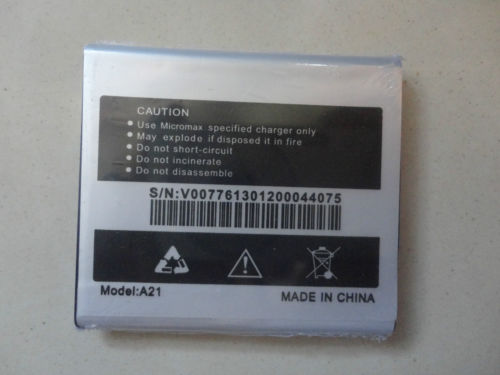 CAUTION
Use Micromax specified charger only
May explode if disposed it in fire
Do not short-circuit
Do not incinerate
Do not disassemble
S/N:V007761301200044075
Model:A21
MADE IN CHINA